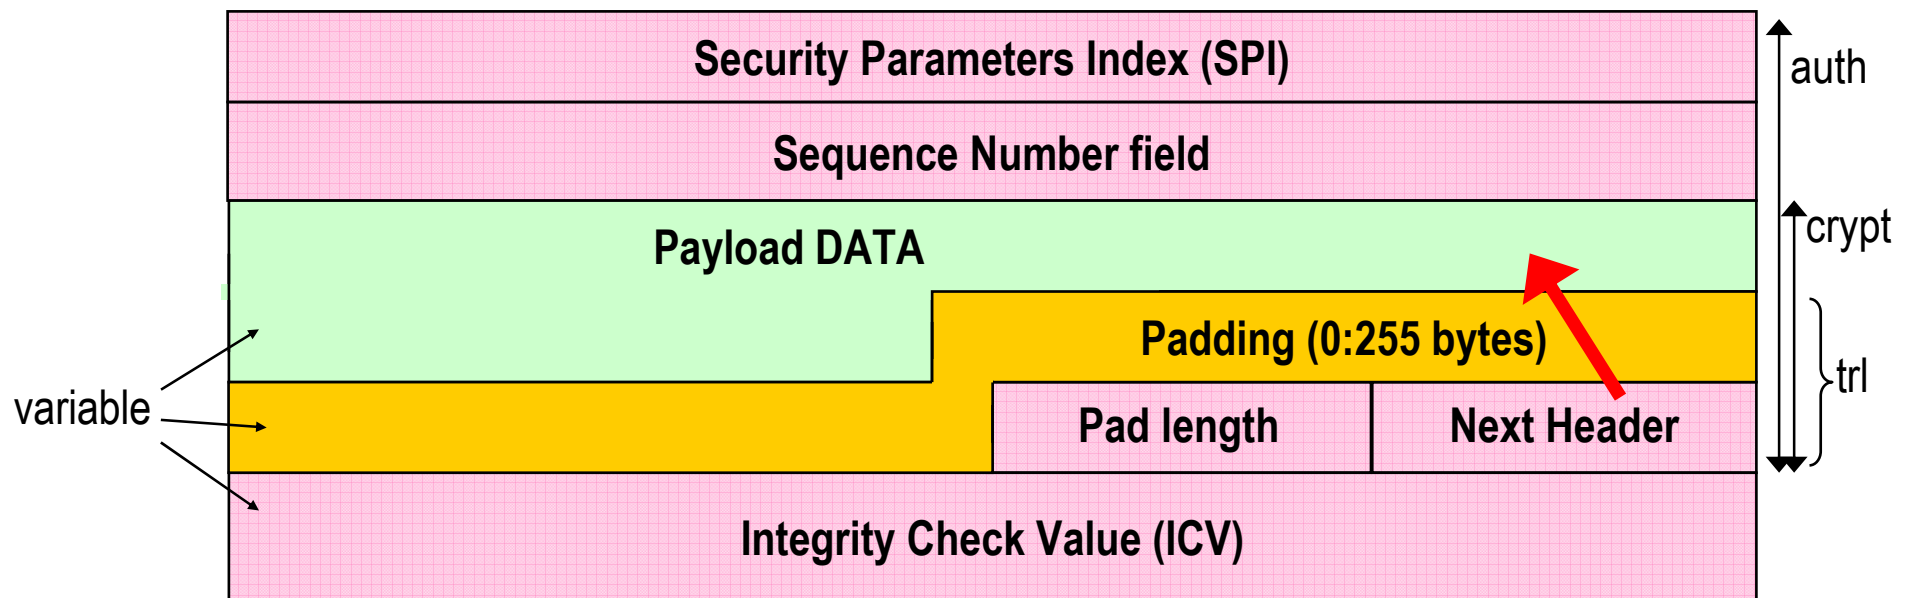 Security Parameters Index (SPI)
auth
Sequence Number field
crypt
Payload DATA
Padding (0:255 bytes)
trl
variable
Pad length
Next Header
Integrity Check Value (ICV)